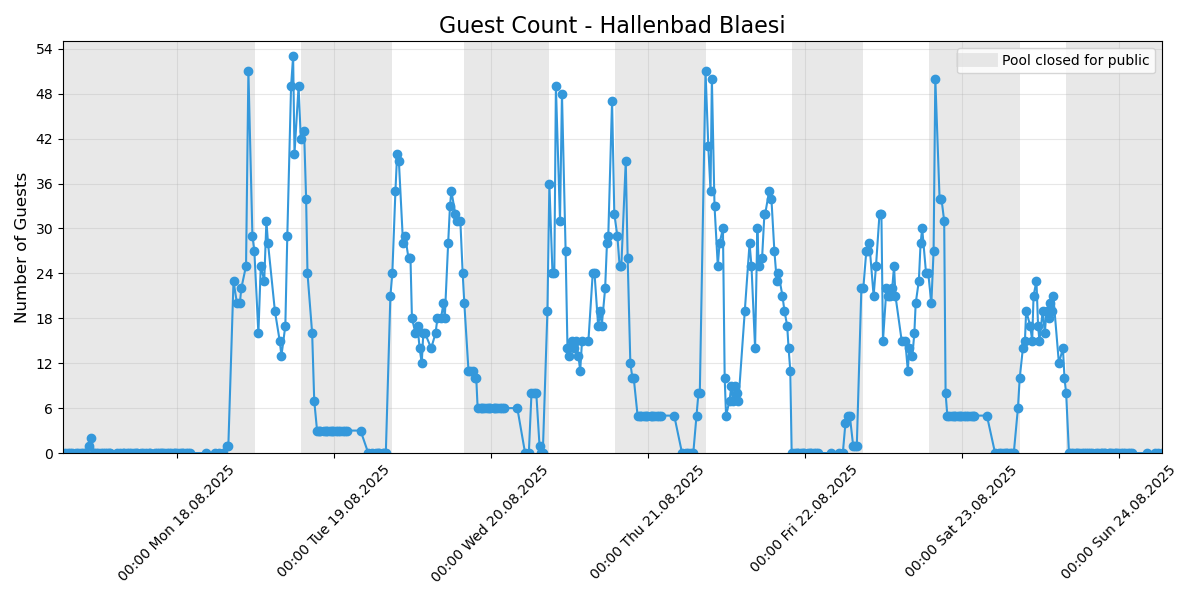 Guest Count - Hallenbad Blaesi
Pool closed for public
Number of Guests
54
48
42
36
30
24
18
12
6
0
00:00 Mon 18.08.2025
00:00 Tue 19.08.2025
00:00 Wed 20.08.2025
00:00 Thu 21.08.2025
00:00 Fri 22.08.2025
00:00 Sat 23.08.2025
00:00 Sun 24.08.2025